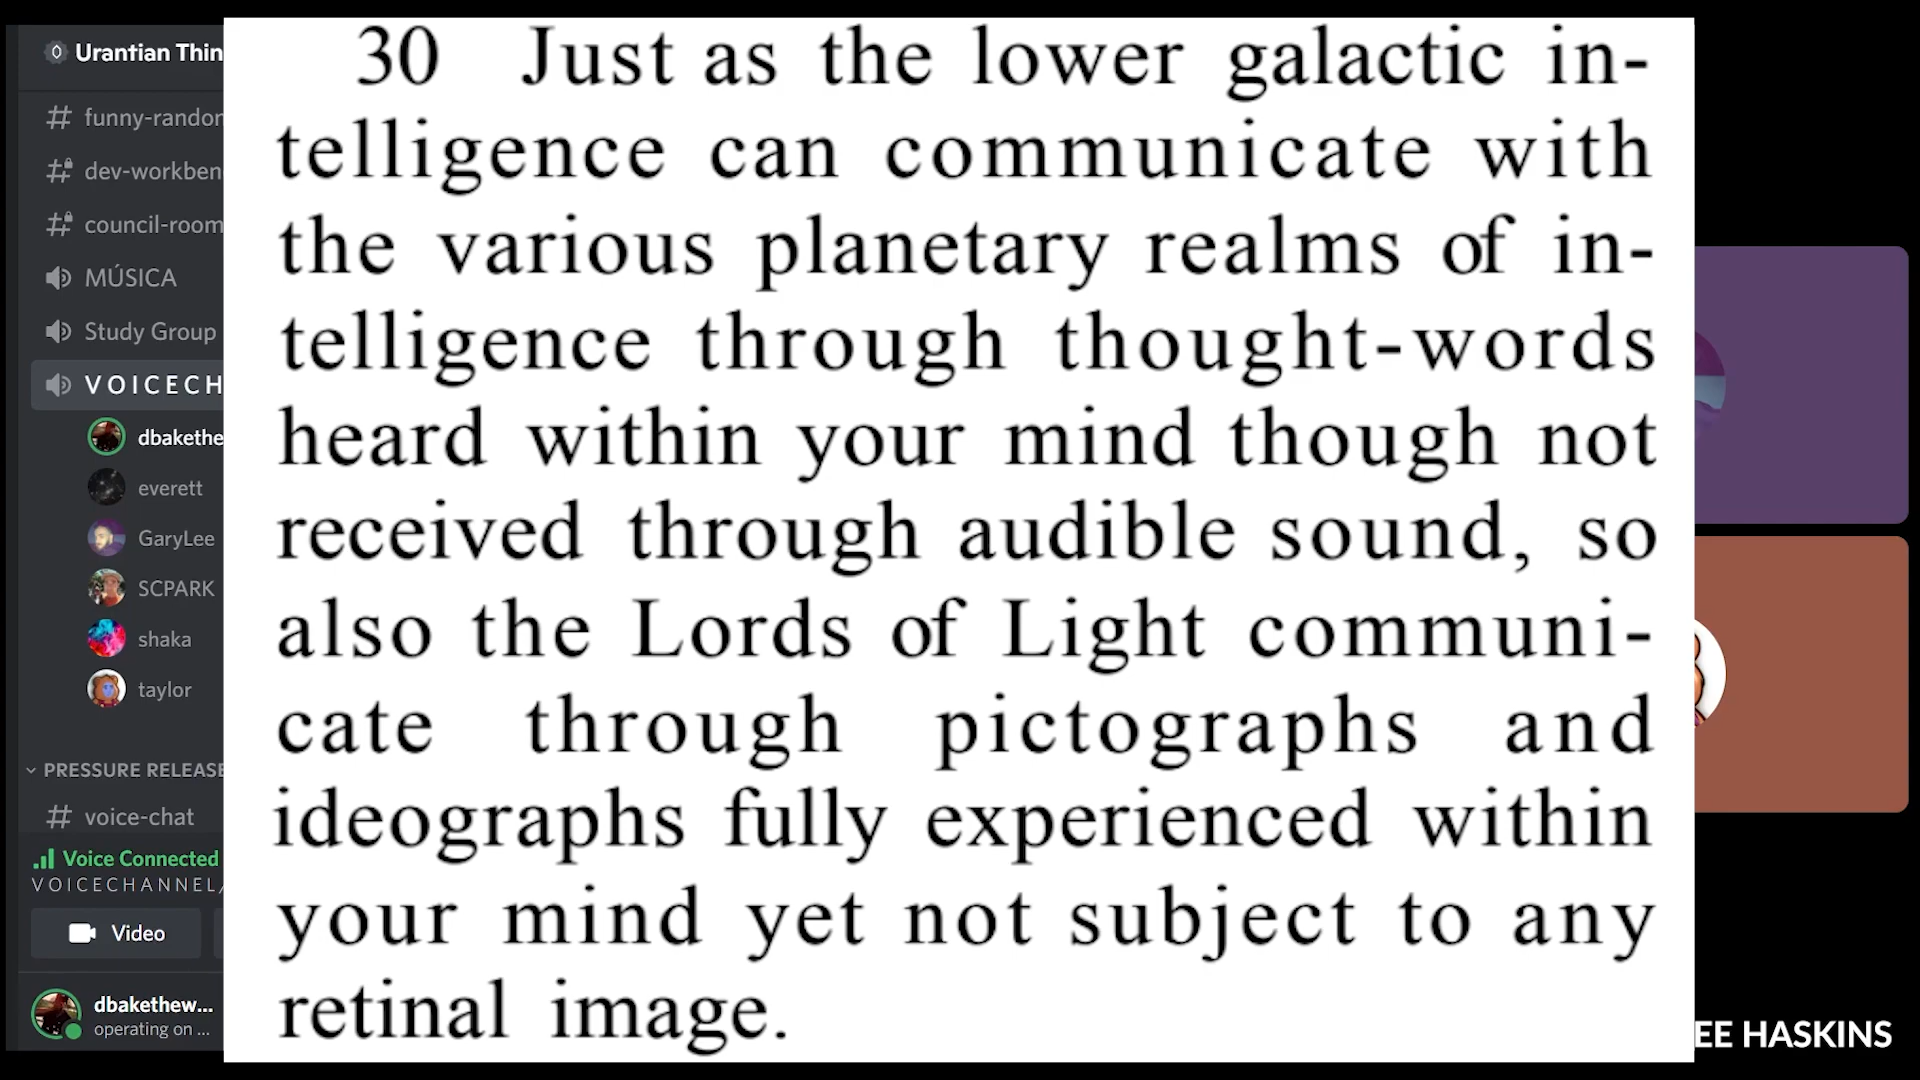 Urantian Thin
funny-randor
dev-workben
council-room
MÚSICA
Study Group
VOICECH
dbakethe
everett
GaryLee
SCPARK
shaka
taylor
PRESSURE RELEASE
voice-chat
Voice Connected
VOICECHANNEL/
Video
dbakethew...
operating on ...
30 Just as the lower galactic in-
telligence can communicate with
the various planetary realms of in-
telligence through thought-words
heard within your mind though not
received through audible sound, so
also the Lords of Light communi-
cate through pictographs and
ideographs fully experienced within
your mind yet not subject to any
retinal image.
EE HASKINS